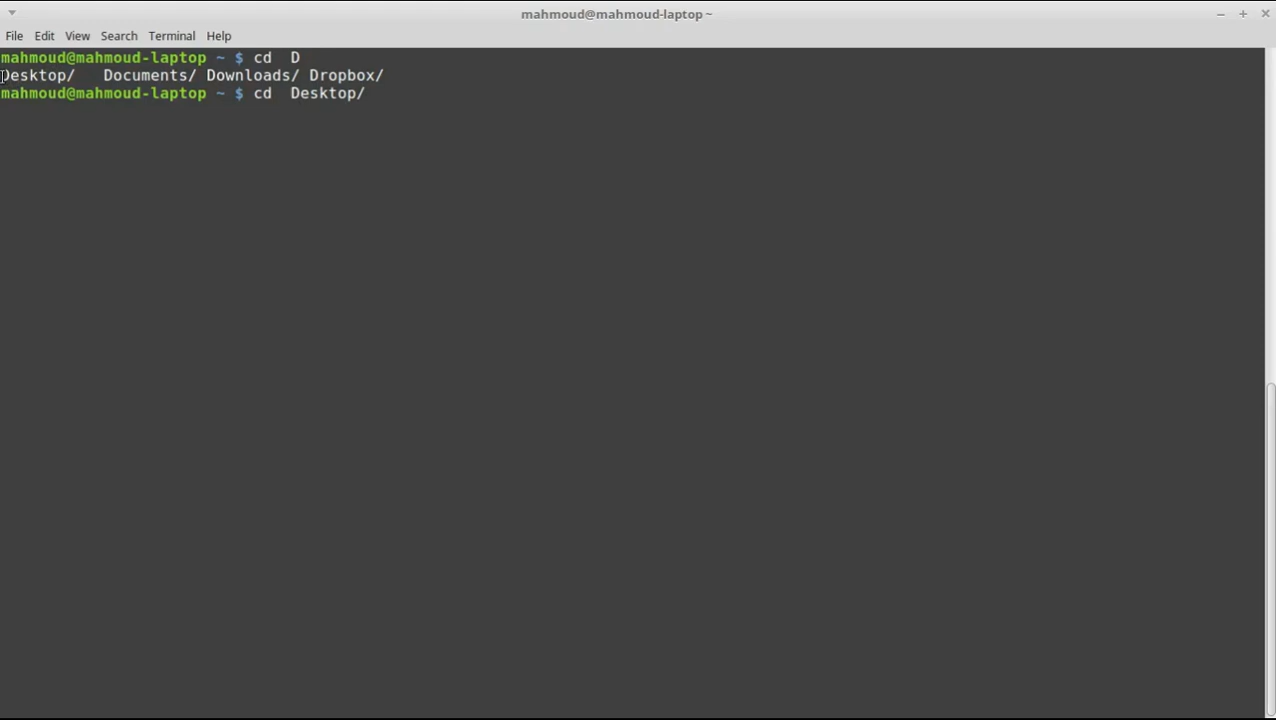 mahmoud@mahmoud-laptop ~
File Edit View Search Terminal Help
mahmoud@mahmoud-laptop ~ $ cd  D
Desktop/   Documents/ Downloads/ Dropbox/
mahmoud@mahmoud-laptop ~ $ cd  Desktop/